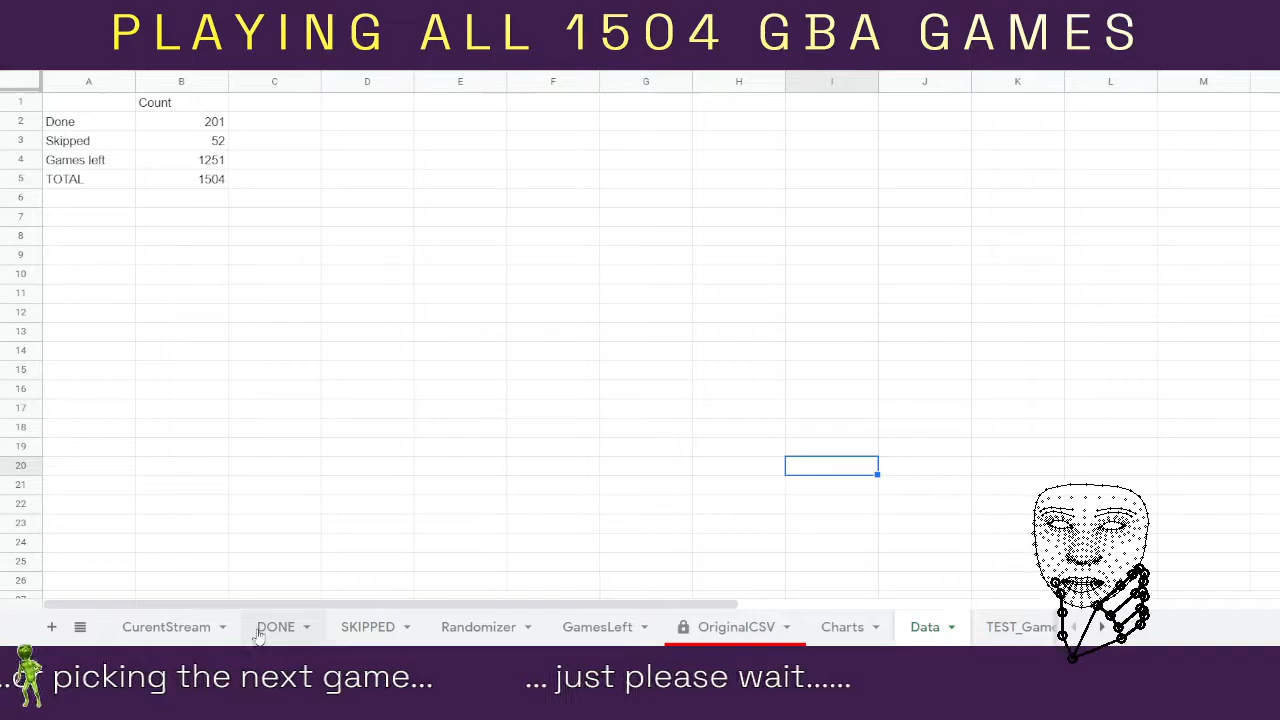 PLAYING ALL 1504 GBA GAMES
A B C D E F G H I J K L M
1 Count
2 Done 201
3 Skipped 52
4 Games left 1251
5 TOTAL 1504
6
7
8
9
10
11
12
13
14
15
16
17
18
19
20
21
22
23
24
25
26
CurentStream DONE SKIPPED Randomizer GamesLeft OriginalCSV Charts Data TEST_Game
picking the next game... ... just please wait......